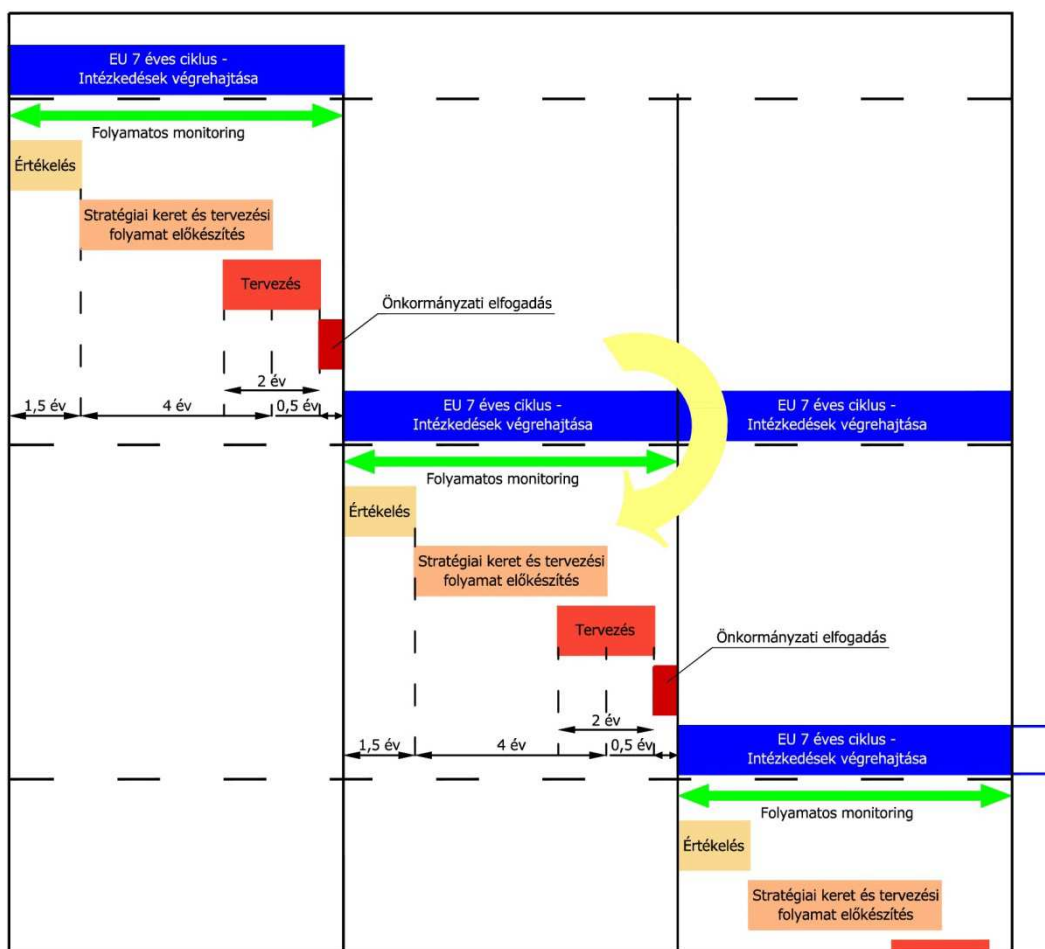 EU 7 éves ciklus -
Intézkedések végrehajtása
Folyamatos monitoring
Értékelés
Stratégiai keret és tervezési
folyamat előkészítés
Tervezés
Önkormányzati elfogadás
2 év
1,5 év
4 év
0,5 év
EU 7 éves ciklus -
Intézkedések végrehajtása
EU 7 éves ciklus -
Intézkedések végrehajtása
Folyamatos monitoring
Értékelés
Stratégiai keret és tervezési
folyamat előkészítés
Tervezés
Önkormányzati elfogadás
2 év
1,5 év
4 év
0,5 év
EU 7 éves ciklus -
Intézkedések végrehajtása
Folyamatos monitoring
Értékelés
Stratégiai keret és tervezési
folyamat előkészítés